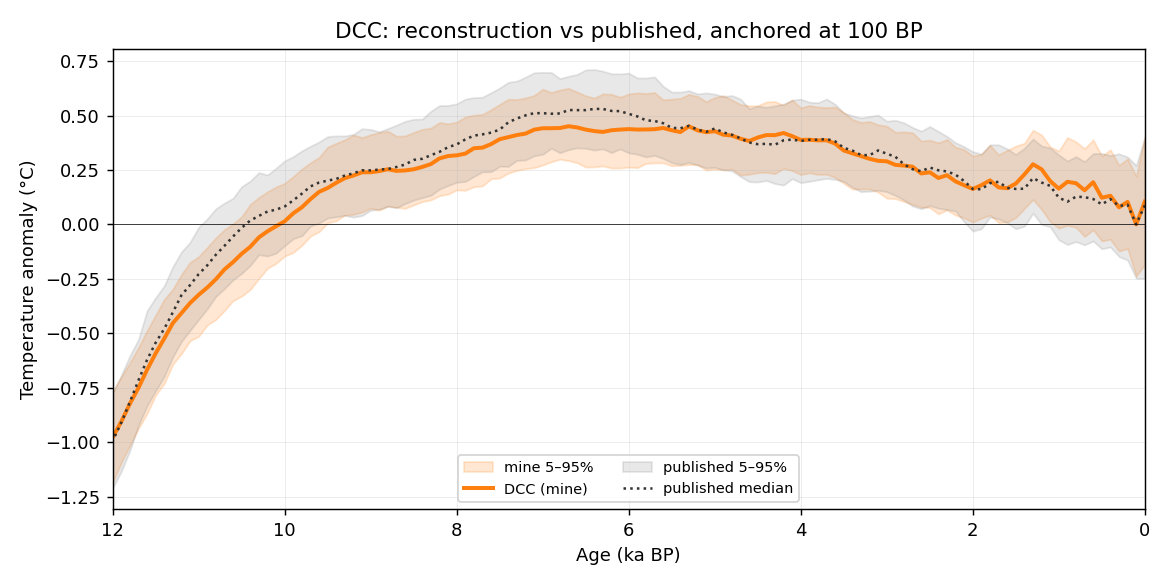 DCC: reconstruction vs published, anchored at 100 BP
Temperature anomaly (°C)
0.75
0.50
0.25
0.00
−0.25
−0.50
−0.75
−1.00
−1.25
mine 5–95%
DCC (mine)
published 5–95%
published median
12
10
8
6
4
2
0
Age (ka BP)